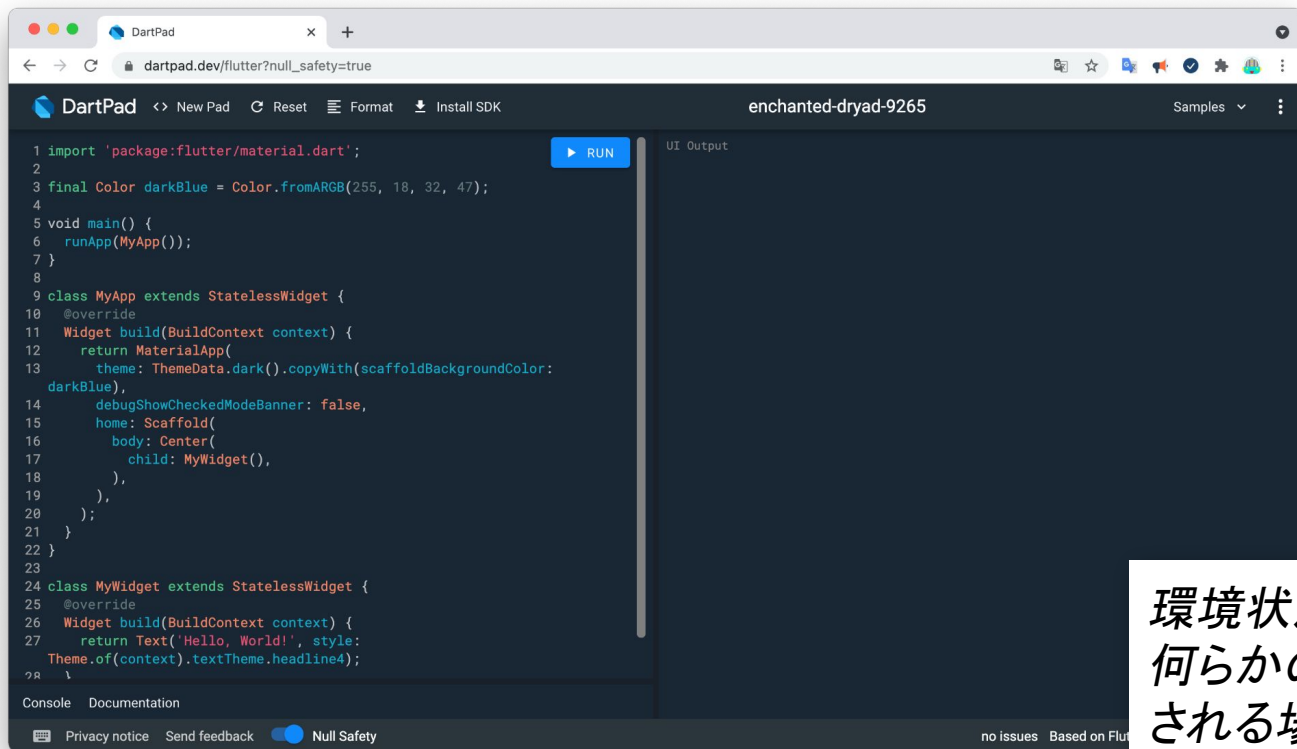 DartPad
dartpad.dev/flutter?null_safety=true
DartPad <> New Pad Reset Format Install SDK enchanted-dryad-9265 Samples
RUN
UI Output
1 import 'package:flutter/material.dart';
2
3 final Color darkBlue = Color.fromARGB(255, 18, 32, 47);
4
5 void main() {
6   runApp(MyApp());
7 }
8
9 class MyApp extends StatelessWidget {
10   @override
11   Widget build(BuildContext context) {
12     return MaterialApp(
13       theme: ThemeData.dark().copyWith(scaffoldBackgroundColor:
darkBlue),
14       debugShowCheckedModeBanner: false,
15       home: Scaffold(
16         body: Center(
17           child: MyWidget(),
18         ),
19       ),
20     );
21   }
22 }
23
24 class MyWidget extends StatelessWidget {
25   @override
26   Widget build(BuildContext context) {
27     return Text('Hello, World!', style:
Theme.of(context).textTheme.headline4);
28   }
Console Documentation
Privacy notice Send feedback Null Safety no issues Based on Flut
環境状
何らかの
される場